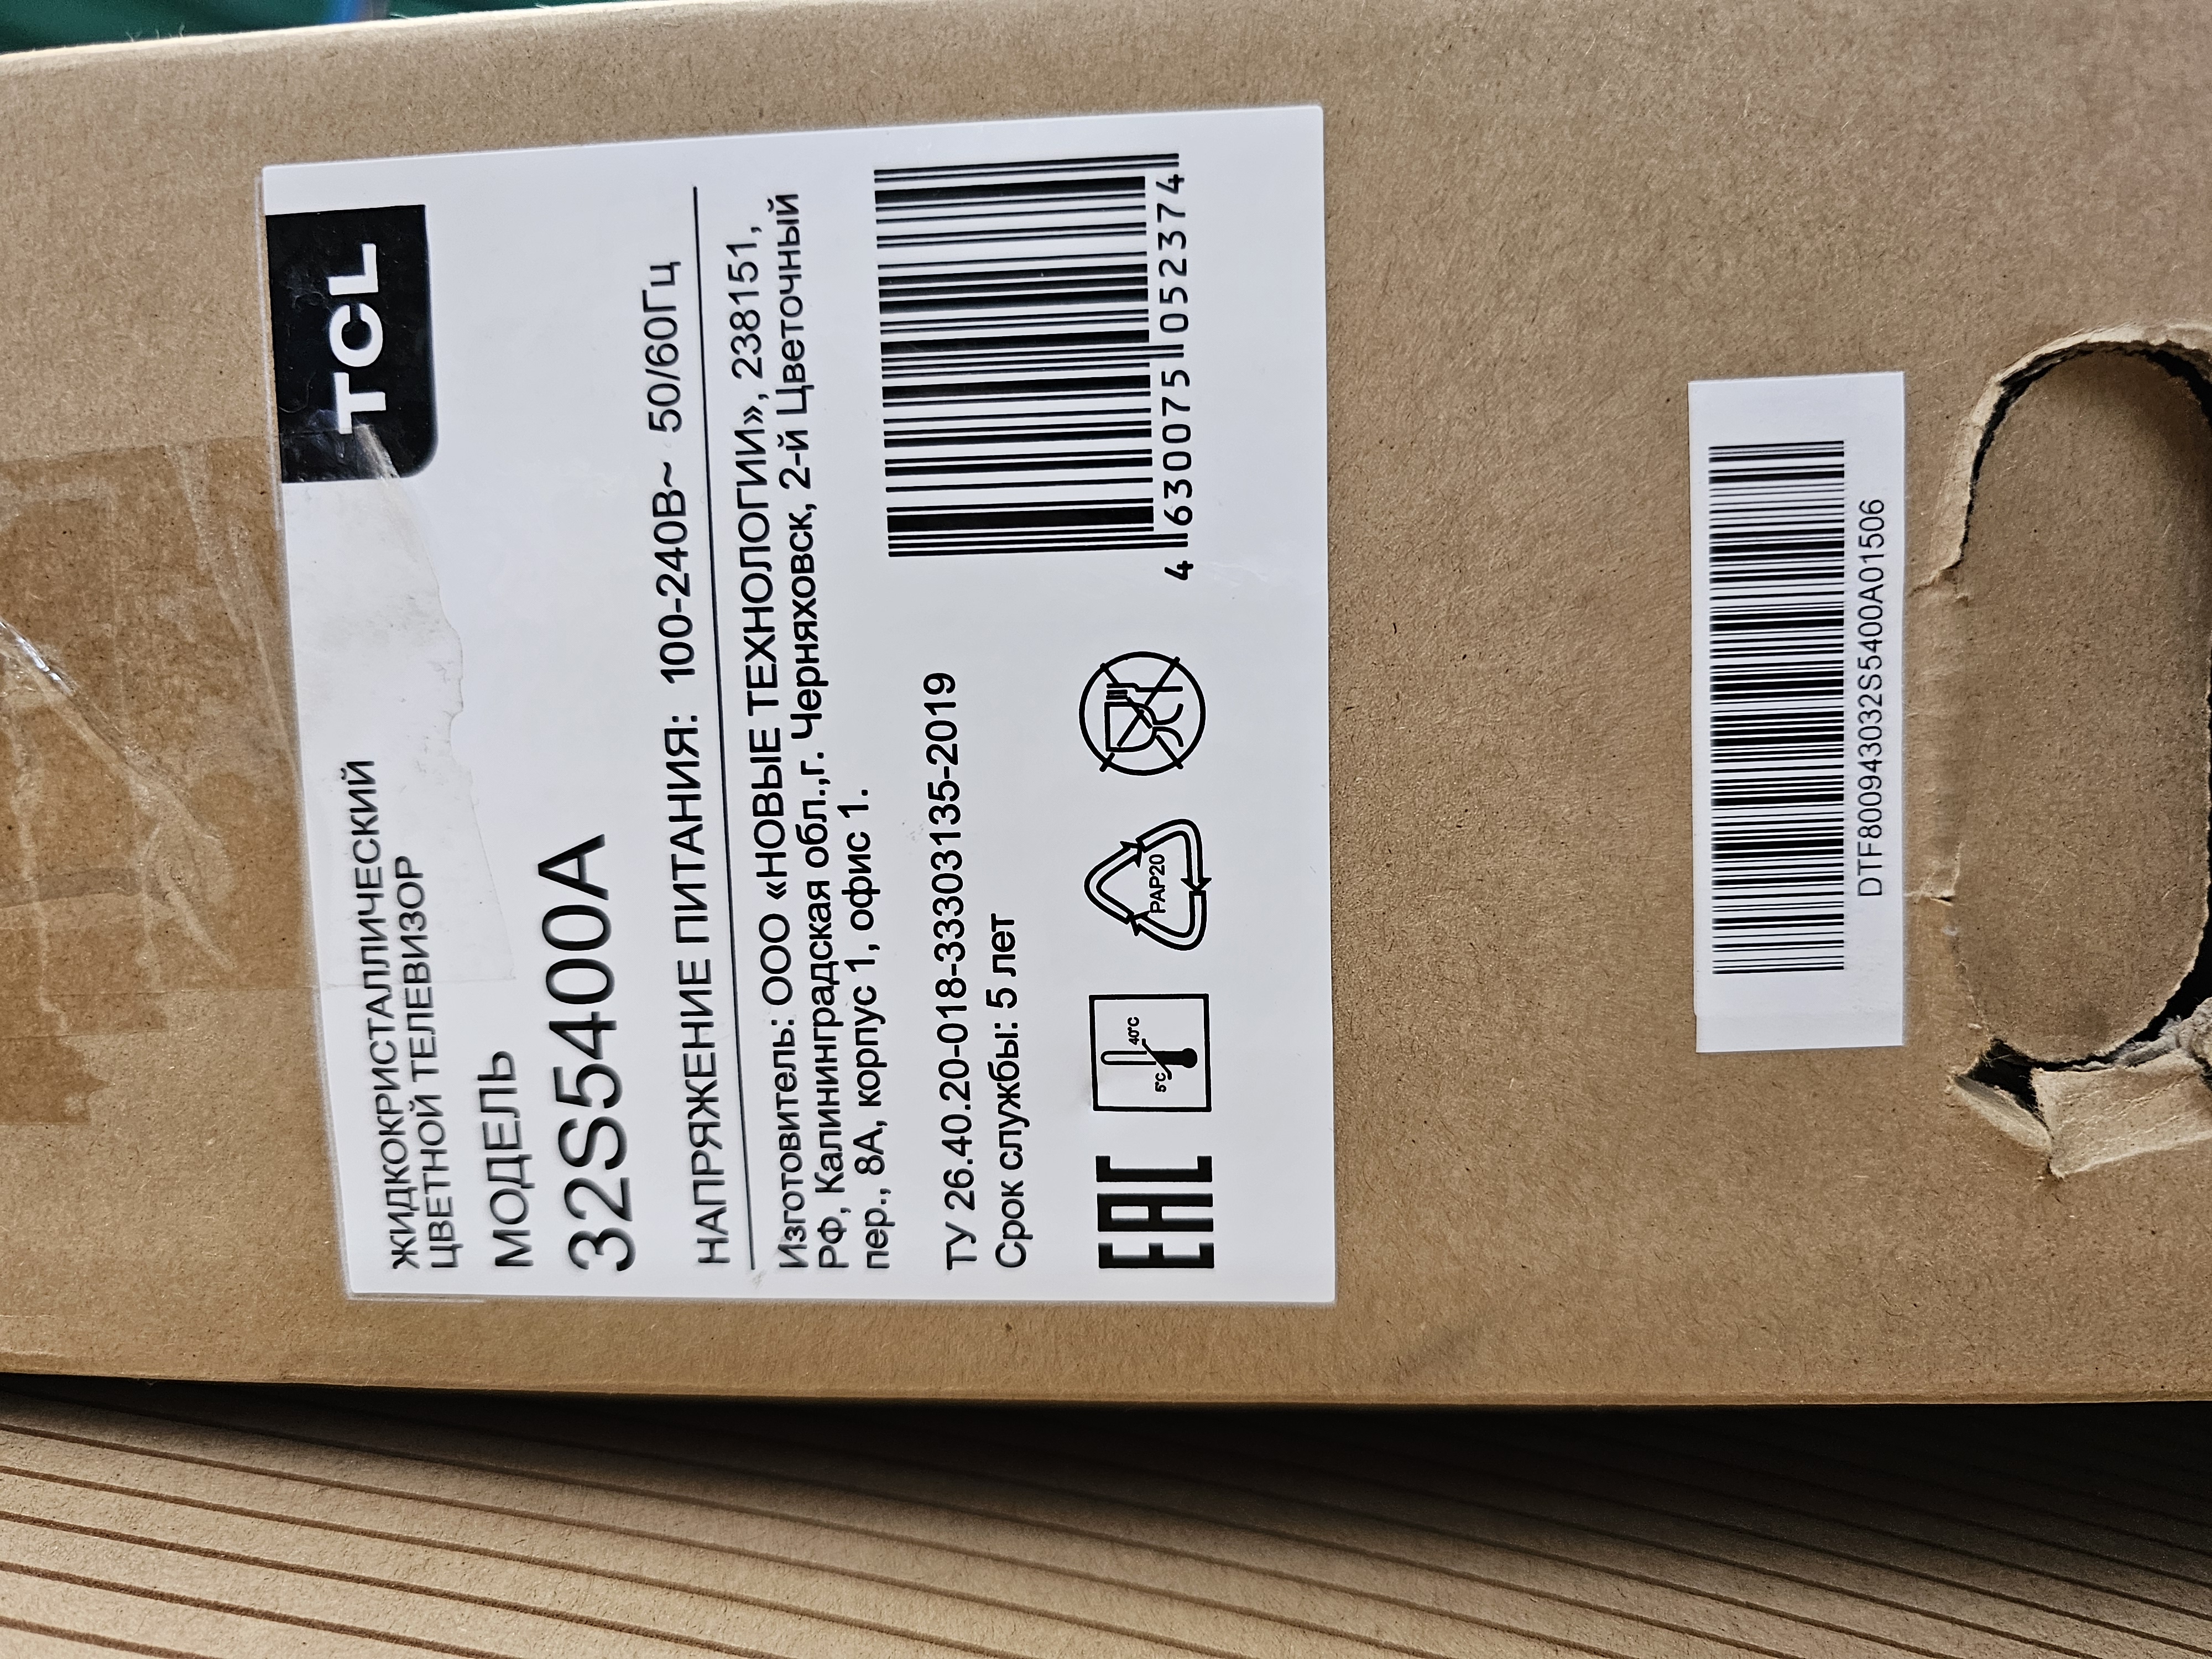 TCL
ЖИДКОКРИСТАЛЛИЧЕСКИЙ
ЦВЕТНОЙ ТЕЛЕВИЗОР
МОДЕЛЬ
32S5400A
НАПРЯЖЕНИЕ ПИТАНИЯ: 100-240В~ 50/60Гц
Изготовитель: ООО «НОВЫЕ ТЕХНОЛОГИИ», 238151,
РФ, Калининградская обл.,г. Черняховск, 2-й Цветочный
пер., 8А, корпус 1, офис 1.
ТУ 26.40.20-018-33303135-2019
Срок службы: 5 лет
EAC
5°C 40°C
PAP20
4 630075 052374
DTF800943032S5400A01506